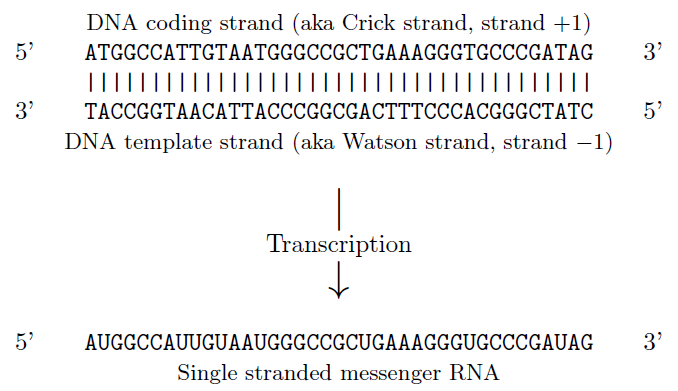 DNA coding strand (aka Crick strand, strand +1)
5’ ATGGCCATTGTAATGGGCCGCTGAAAGGGTGCCCGATAG 3’
|||||||||||||||||||||||||||||||||||||||
3’ TACCGGTAACATTACCCGGCGACTTTCCCACGGGCTATC 5’
DNA template strand (aka Watson strand, strand −1)
Transcription
5’ AUGGCCAUUGUAAUGGGCCGCUGAAAGGGUGCCCGAUAG 3’
Single stranded messenger RNA